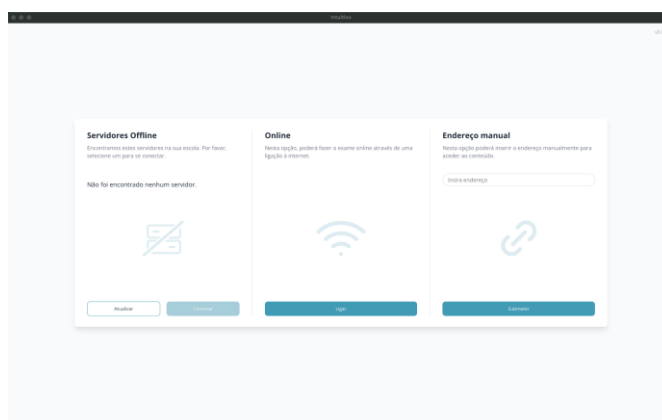 Intuitivo
Servidores Offline
Encontramos estes servidores na sua escola. Por favor,
selecione um para se conectar.
Não foi encontrado nenhum servidor.
Atualizar
Conectar
Online
Nesta opção, poderá fazer o exame online através de uma
ligação à internet.
Ligar
Endereço manual
Nesta opção poderá inserir o endereço manualmente para
aceder ao conteúdo.
Insira endereço
Submeter